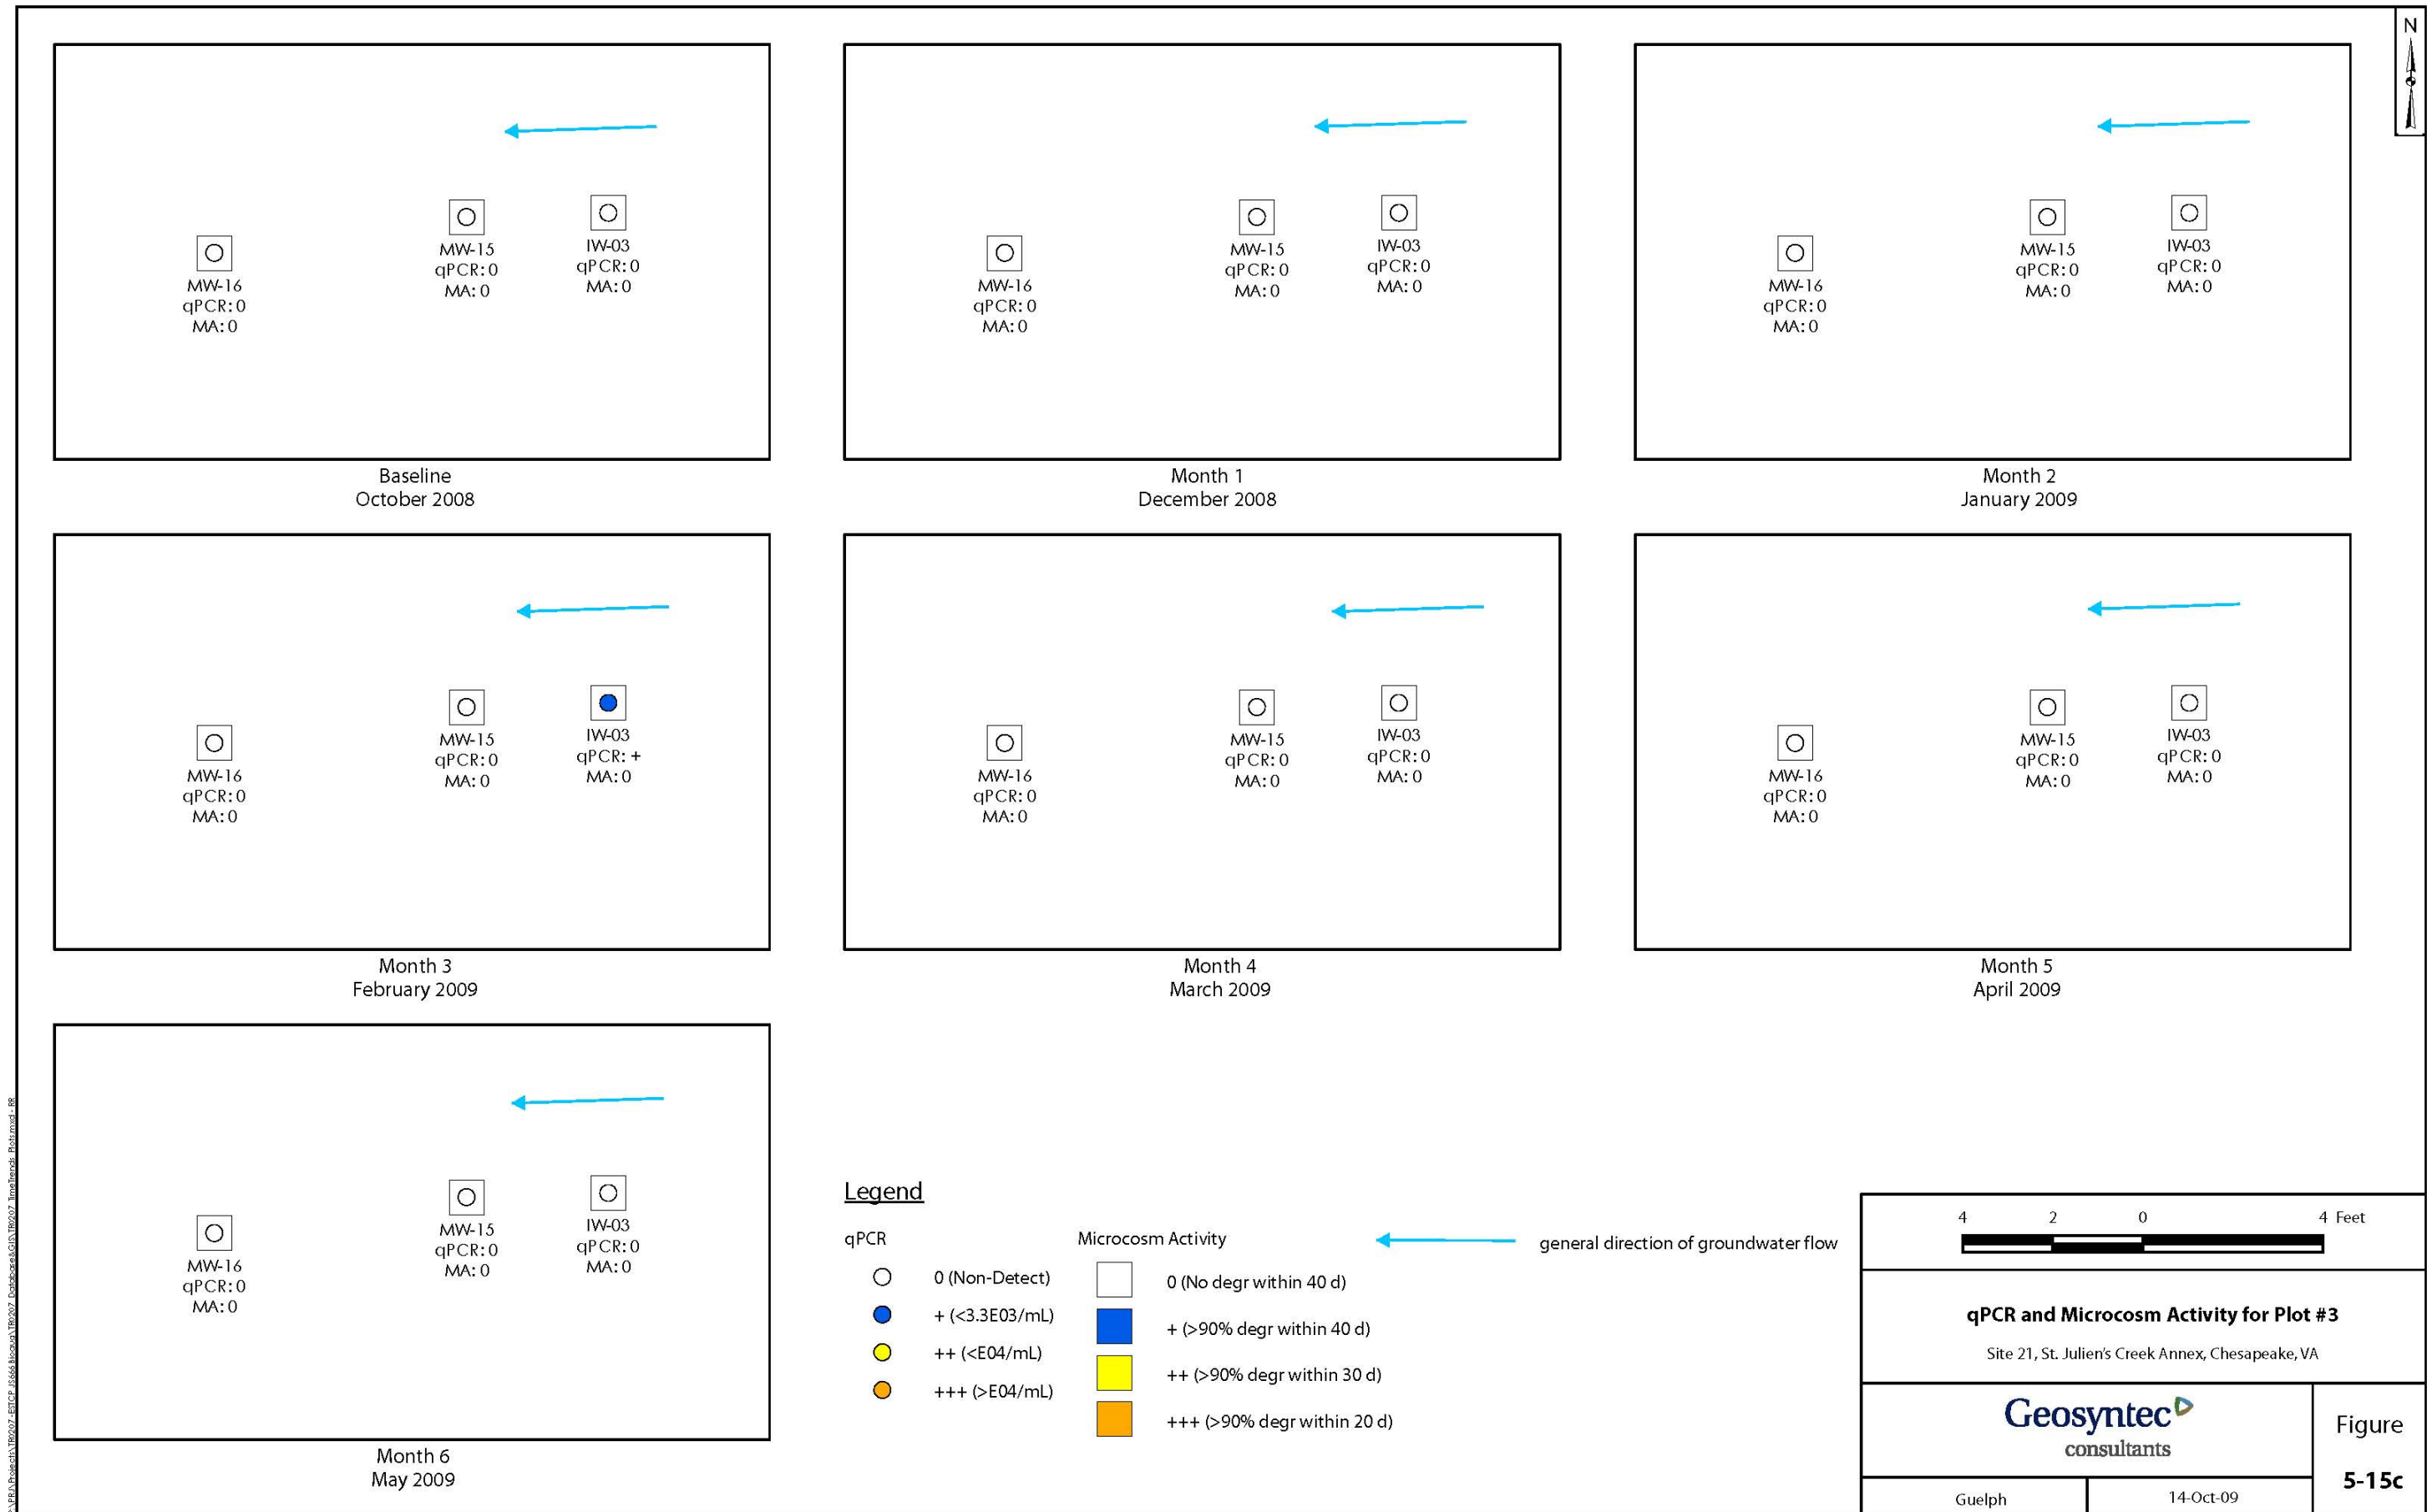 N
MW-16
qPCR: 0
MA: 0
MW-15
qPCR: 0
MA: 0
IW-03
qPCR: 0
MA: 0
Baseline
October 2008
MW-16
qPCR: 0
MA: 0
MW-15
qPCR: 0
MA: 0
IW-03
qPCR: 0
MA: 0
Month 1
December 2008
MW-16
qPCR: 0
MA: 0
MW-15
qPCR: 0
MA: 0
IW-03
qPCR: 0
MA: 0
Month 2
January 2009
MW-16
qPCR: 0
MA: 0
MW-15
qPCR: 0
MA: 0
IW-03
qPCR: +
MA: 0
Month 3
February 2009
MW-16
qPCR: 0
MA: 0
MW-15
qPCR: 0
MA: 0
IW-03
qPCR: 0
MA: 0
Month 4
March 2009
MW-16
qPCR: 0
MA: 0
MW-15
qPCR: 0
MA: 0
IW-03
qPCR: 0
MA: 0
Month 5
April 2009
MW-16
qPCR: 0
MA: 0
MW-15
qPCR: 0
MA: 0
IW-03
qPCR: 0
MA: 0
Month 6
May 2009
Legend
qPCR
0 (Non-Detect)
+ (<3.3E03/mL)
++ (<E04/mL)
+++ (>E04/mL)
Microcosm Activity
0 (No degr within 40 d)
+ (>90% degr within 40 d)
++ (>90% degr within 30 d)
+++ (>90% degr within 20 d)
general direction of groundwater flow
4 2 0 4 Feet
qPCR and Microcosm Activity for Plot #3
Site 21, St. Julien's Creek Annex, Chesapeake, VA
Geosyntec
consultants
Figure
5-15c
Guelph
14-Oct-09